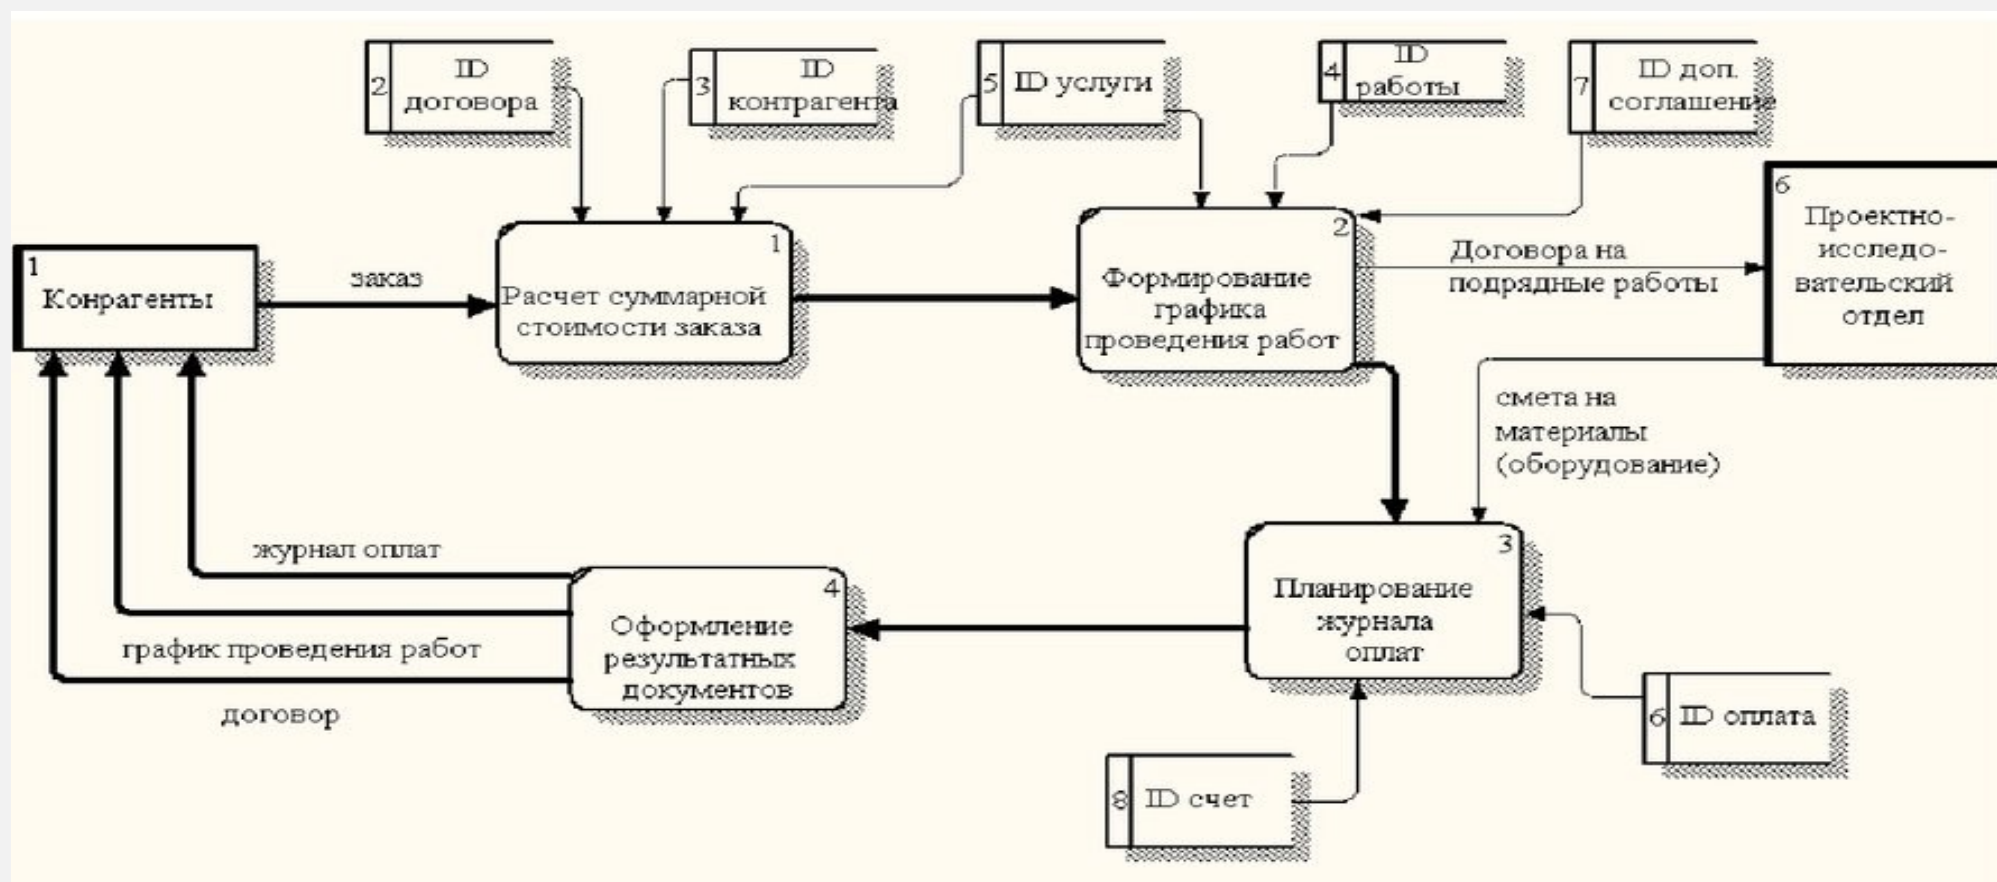 2
ID
договора
3
ID
контрагента
5
ID услуги
4
ID
работы
7
ID доп.
соглашение
1
Конрагенты
заказ
1
Расчет суммарной
стоимости заказа
2
Формирование
графика
проведения работ
Договора на
подрядные работы
6
Проектно-
исследо-
вательский
отдел
смета на
материалы
(оборудование)
журнал оплат
график проведения работ
договор
4
Оформление
результатных
документов
3
Планирование
журнала
оплат
6
ID оплата
8
ID счет